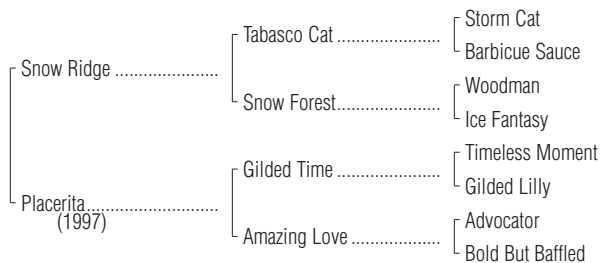 Storm Cat
Tabasco Cat ........................
Barbicue Sauce
Snow Ridge ........................
Woodman
Snow Forest........................
Ice Fantasy
Timeless Moment
Gilded Time ........................
Gilded Lilly
Placerita...............................
(1997)
Advocator
Amazing Love .....................
Bold But Baffled